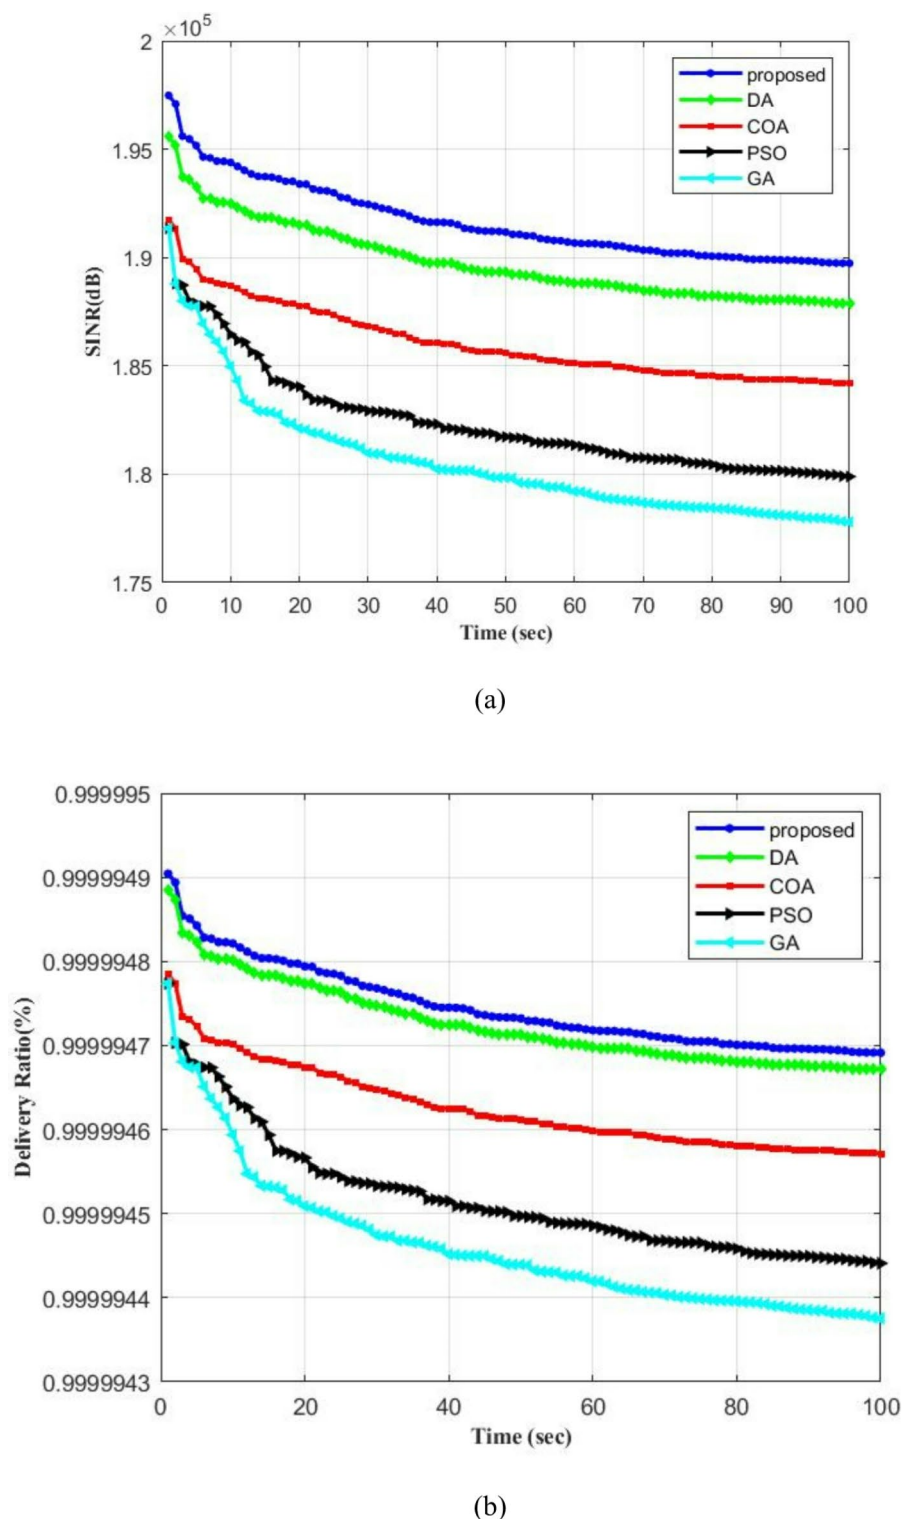 ×10⁵
2
1.95
1.9
1.85
1.8
1.75
SINR(dB)
proposed
DA
COA
PSO
GA
0 10 20 30 40 50 60 70 80 90 100
Time (sec)
(a)
0.999995
0.9999949
0.9999948
0.9999947
0.9999946
0.9999945
0.9999944
0.9999943
Delivery Ratio(%)
proposed
DA
COA
PSO
GA
0 20 40 60 80 100
Time (sec)
(b)